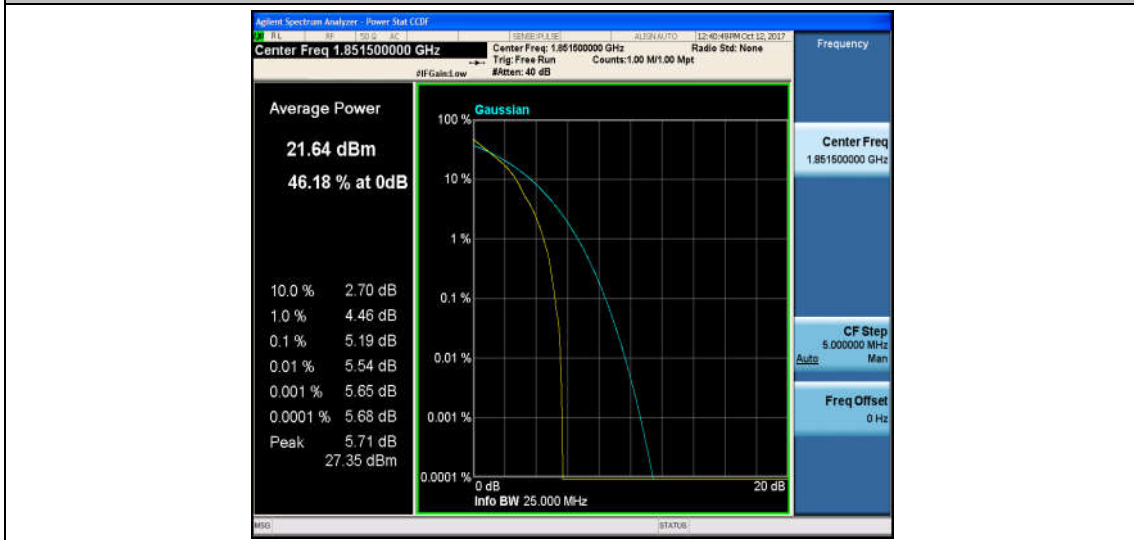 Agilent Spectrum Analyzer - Power Stat CCDF
RL RF 50 Ω AC SENSE:PULSE ALIGN AUTO 12:40:49 PM Oct 12, 2017
Center Freq 1.851500000 GHz
Center Freq: 1.851500000 GHz Radio Std: None
Trig: Free Run Counts:1.00 M/1.00 Mpt
#IFGain:Low #Atten: 40 dB
Frequency
Average Power
21.64 dBm
46.18 % at 0dB
10.0 % 2.70 dB
1.0 % 4.46 dB
0.1 % 5.19 dB
0.01 % 5.54 dB
0.001 % 5.65 dB
0.0001 % 5.68 dB
Peak 5.71 dB
27.35 dBm
Gaussian
100 %
10 %
1 %
0.1 %
0.01 %
0.001 %
0.0001 %
0 dB 20 dB
Info BW 25.000 MHz
Center Freq
1.851500000 GHz
CF Step
5.000000 MHz
Auto Man
Freq Offset
0 Hz
MSG STATUS